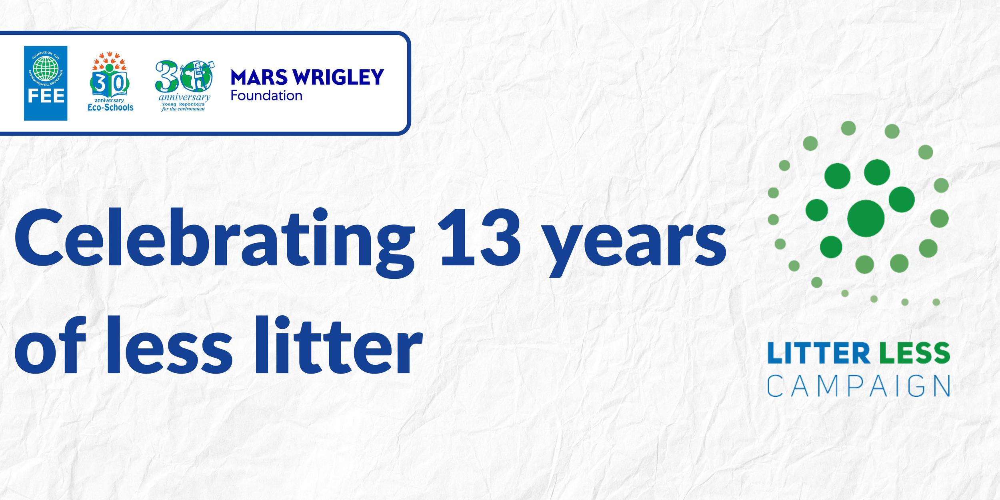 FOUNDATION FOR
ENVIRONMENTAL EDUCATION
FEE
30
anniversary
Eco-Schools
30
anniversary
Young Reporters
for the environment
MARS WRIGLEY
Foundation
Celebrating 13 years
of less litter
LITTER LESS
CAMPAIGN